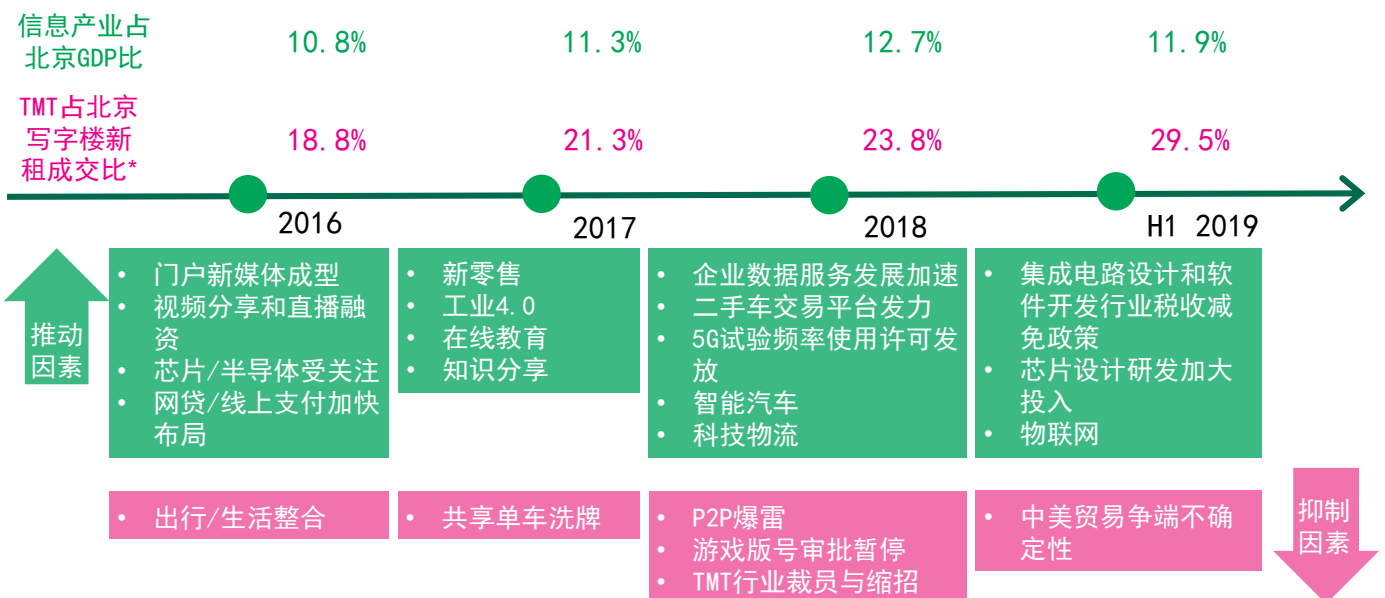 信息产业占
北京GDP比
10.8%
11.3%
12.7%
11.9%
TMT占北京
写字楼新
租成交比*
18.8%
21.3%
23.8%
29.5%
2016
2017
2018
H1 2019
推动
因素
• 门户新媒体成型
• 视频分享和直播融
资
• 芯片/半导体受关注
• 网贷/线上支付加快
布局
• 新零售
• 工业4.0
• 在线教育
• 知识分享
• 企业数据服务发展加速
• 二手车交易平台发力
• 5G试验频率使用许可发
放
• 智能汽车
• 科技物流
• 集成电路设计和软
件开发行业税收减
免政策
• 芯片设计研发加大
投入
• 物联网
• 出行/生活整合
• 共享单车洗牌
• P2P爆雷
• 游戏版号审批暂停
• TMT行业裁员与缩招
• 中美贸易争端不确
定性
抑制
因素